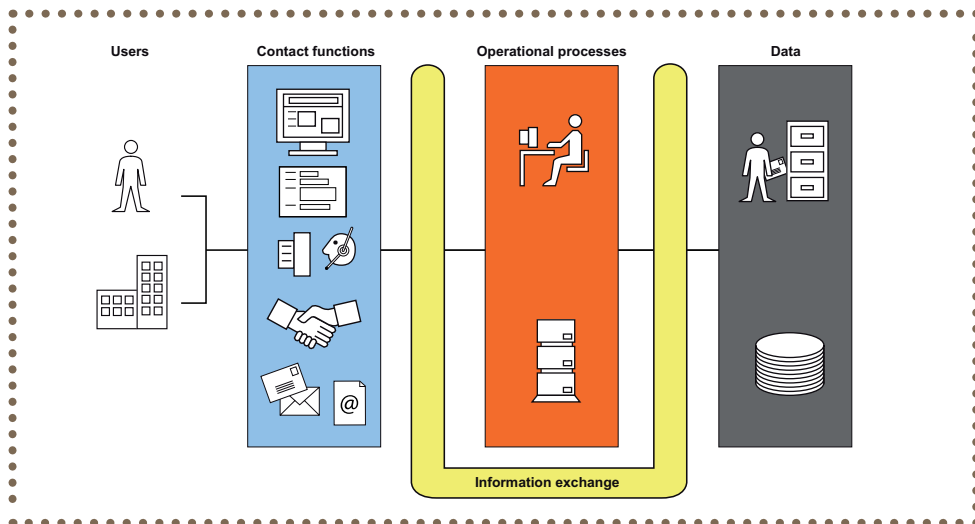 Users
Contact functions
Operational processes
Data
@
Information exchange